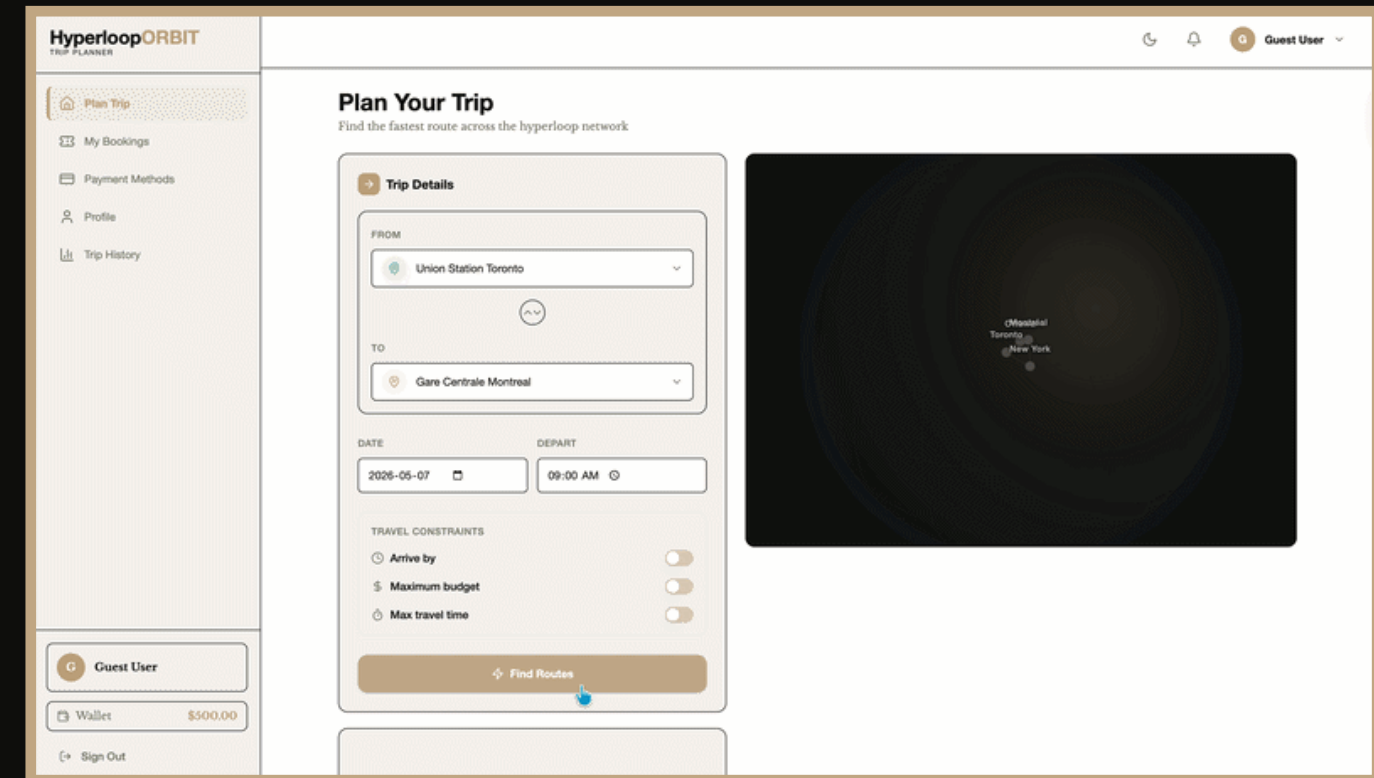 HyperloopORBIT
TRIP PLANNER
Plan Trip
My Bookings
Payment Methods
Profile
Trip History
G Guest User
Wallet $500.00
Sign Out
G Guest User
Plan Your Trip
Find the fastest route across the hyperloop network
Trip Details
FROM
Union Station Toronto
TO
Gare Centrale Montreal
DATE DEPART
2026-05-07 09:00 AM
TRAVEL CONSTRAINTS
Arrive by
$ Maximum budget
Max travel time
Find Routes
Montreal
Toronto
New York